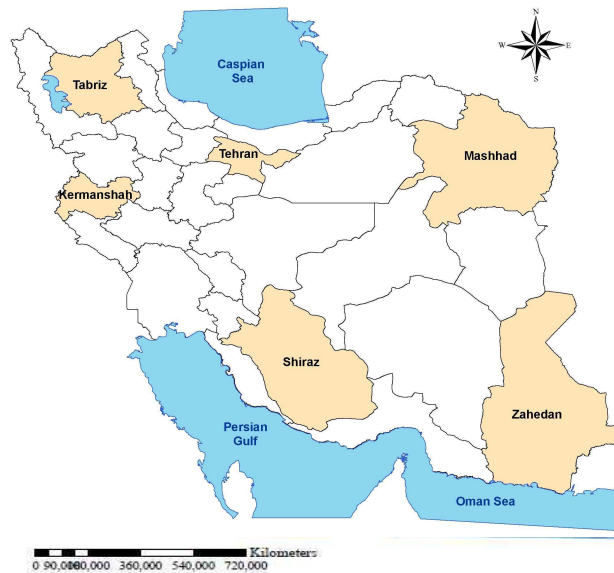 N
W E
S
Caspian
Sea
Tabriz
Tehran
Mashhad
Kermanshah
Shiraz
Zahedan
Persian
Gulf
Oman Sea
Kilometers
360,000 540,000 720,000